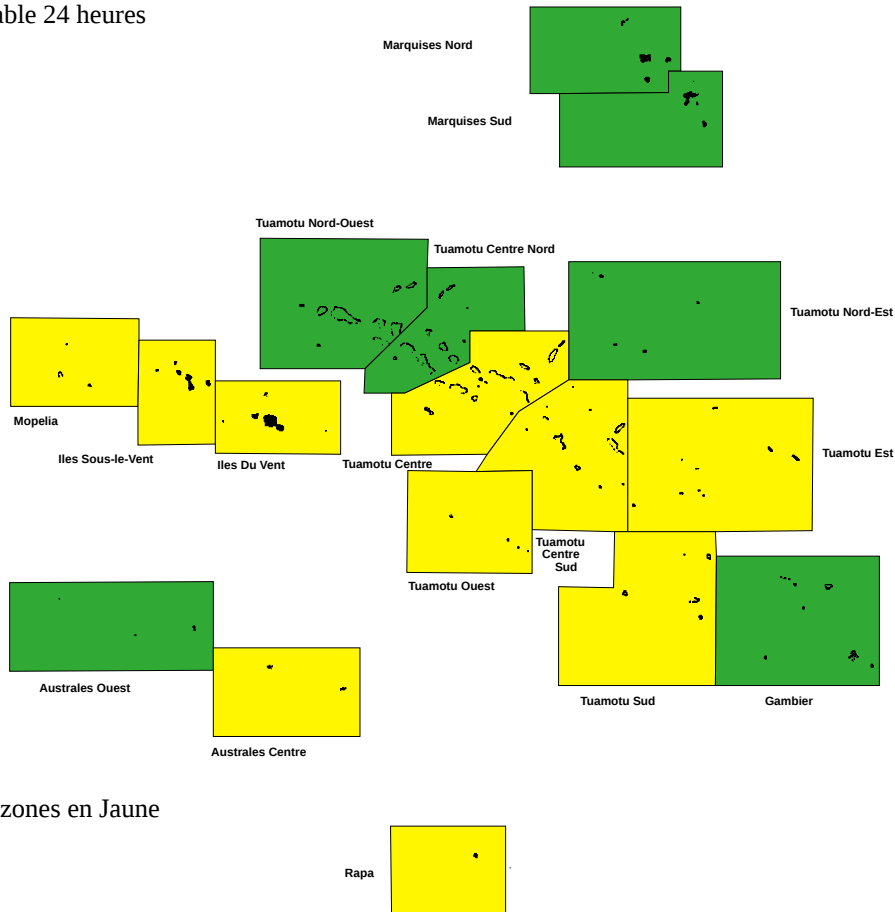 able 24 heures
Marquises Nord
Marquises Sud
Tuamotu Nord-Ouest
Tuamotu Centre Nord
Tuamotu Nord-Est
Mopelia
Iles Sous-le-Vent
Iles Du Vent
Tuamotu Centre
Tuamotu Est
Tuamotu
Centre
Sud
Tuamotu Ouest
Australes Ouest
Tuamotu Sud
Gambier
Australes Centre
zones en Jaune
Rapa